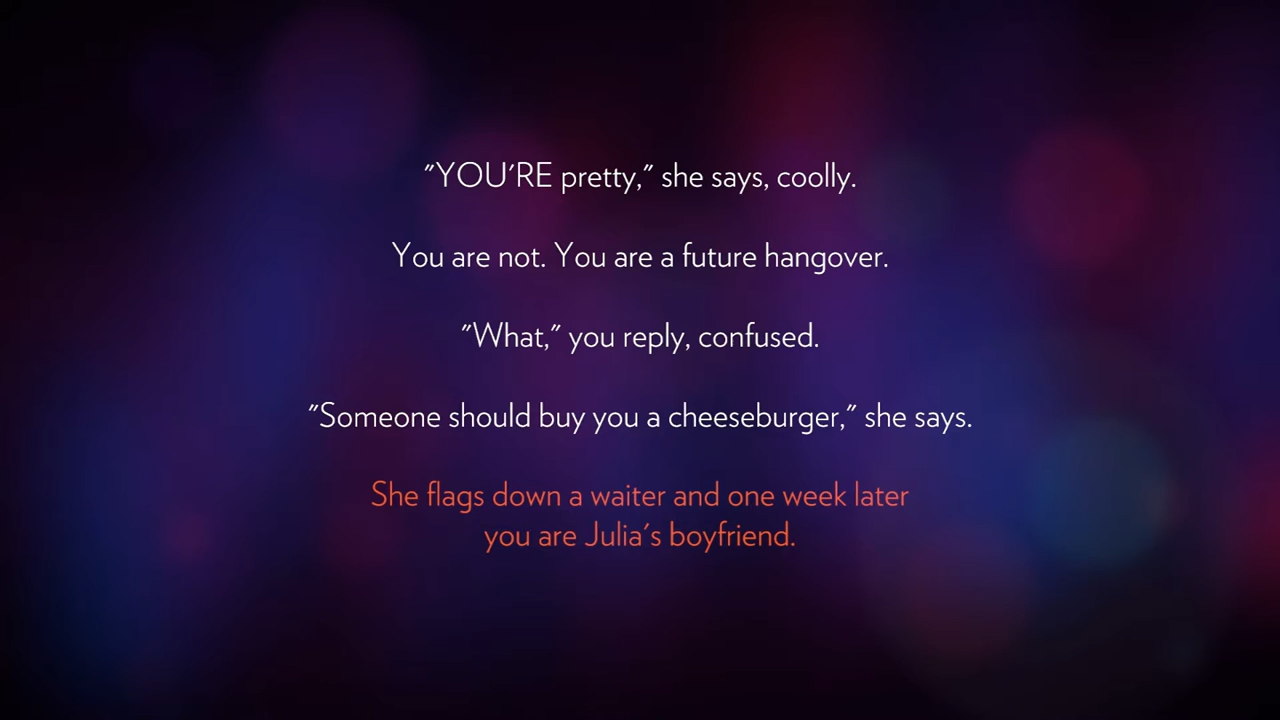 "YOU'RE pretty," she says, coolly.
You are not. You are a future hangover.
"What," you reply, confused.
"Someone should buy you a cheeseburger," she says.
She flags down a waiter and one week later
you are Julia's boyfriend.